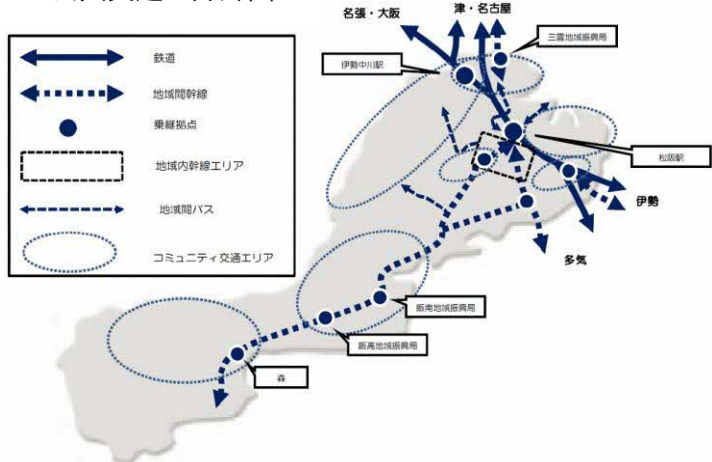 名張・大阪
津・名古屋
三雲地域振興局
伊勢中川駅
鉄道
地域間幹線
乗継拠点
地域内幹線エリア
地域間バス
コミュニティ交通エリア
松阪駅
伊勢
多気
飯南地域振興局
飯高地域振興局
森